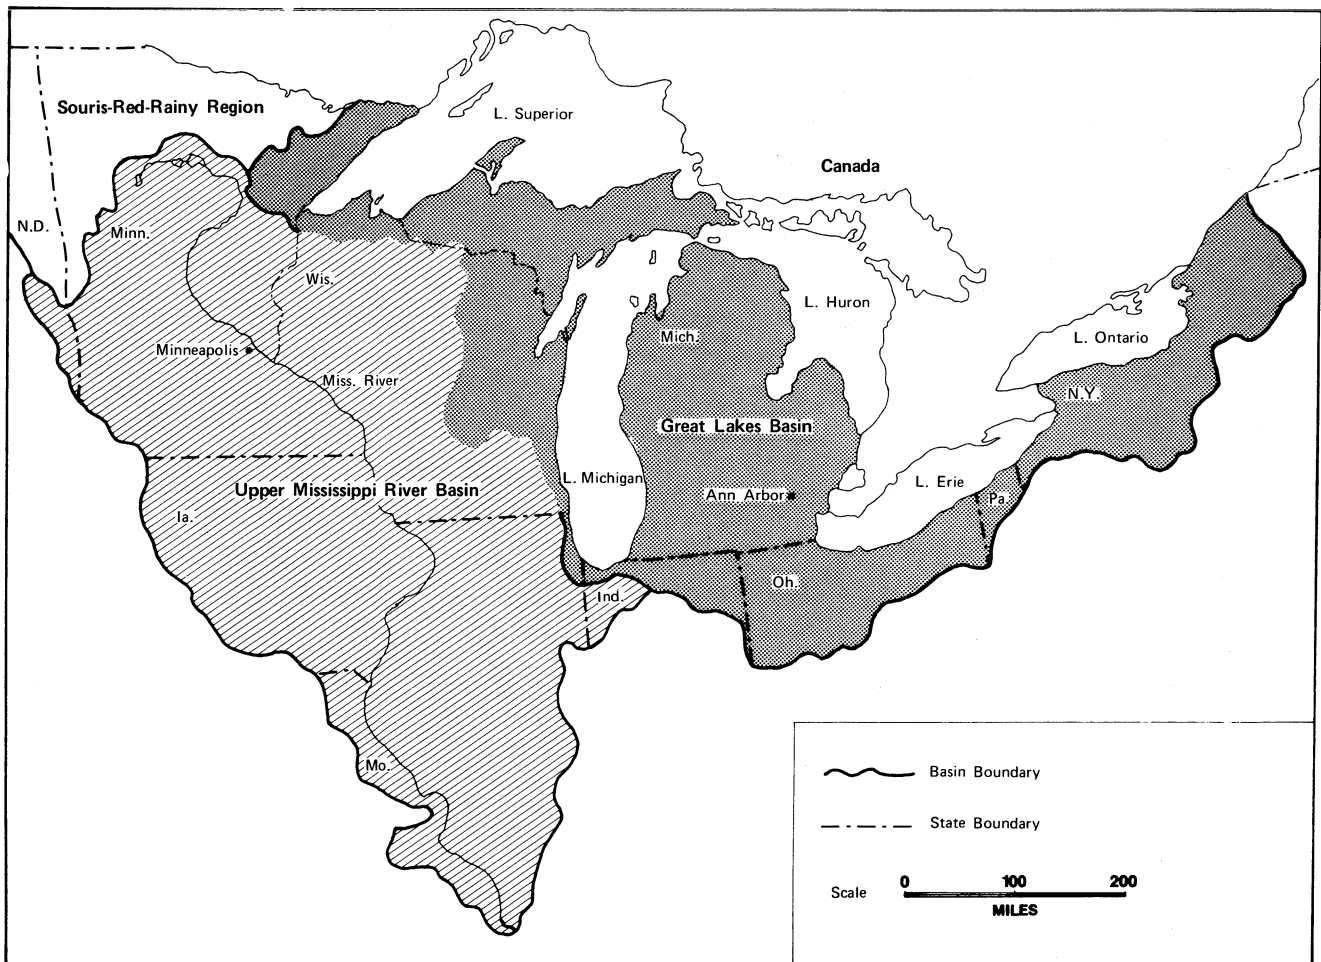 Souris-Red-Rainy Region
L. Superior
Canada
N.D.
Minn.
Wis.
L. Huron
Mich.
L. Ontario
Minneapolis
Miss. River
N.Y.
Great Lakes Basin
L. Michigan
L. Erie
Upper Mississippi River Basin
Ann Arbor
Pa.
Ia.
Oh.
Ind.
Mo.
Basin Boundary
State Boundary
Scale
0 100 200
MILES